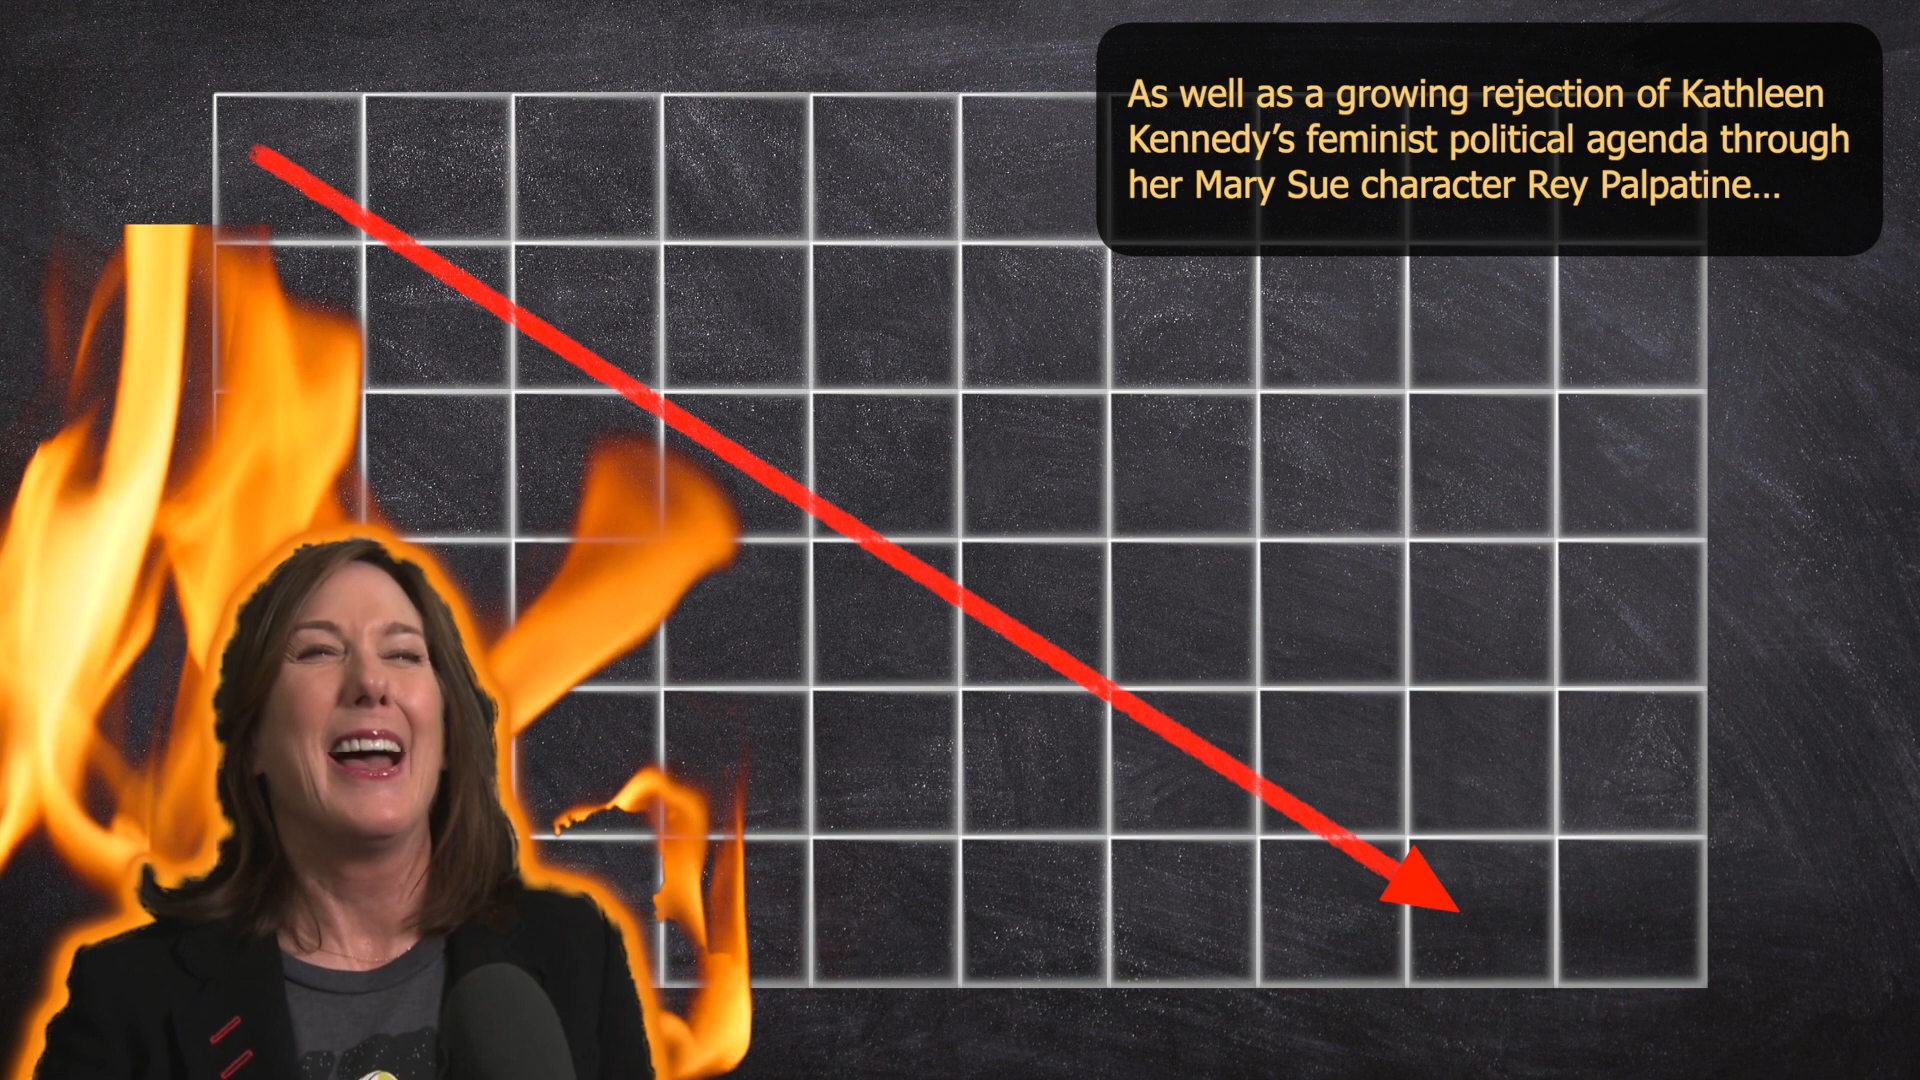 As well as a growing rejection of Kathleen
Kennedy’s feminist political agenda through
her Mary Sue character Rey Palpatine...